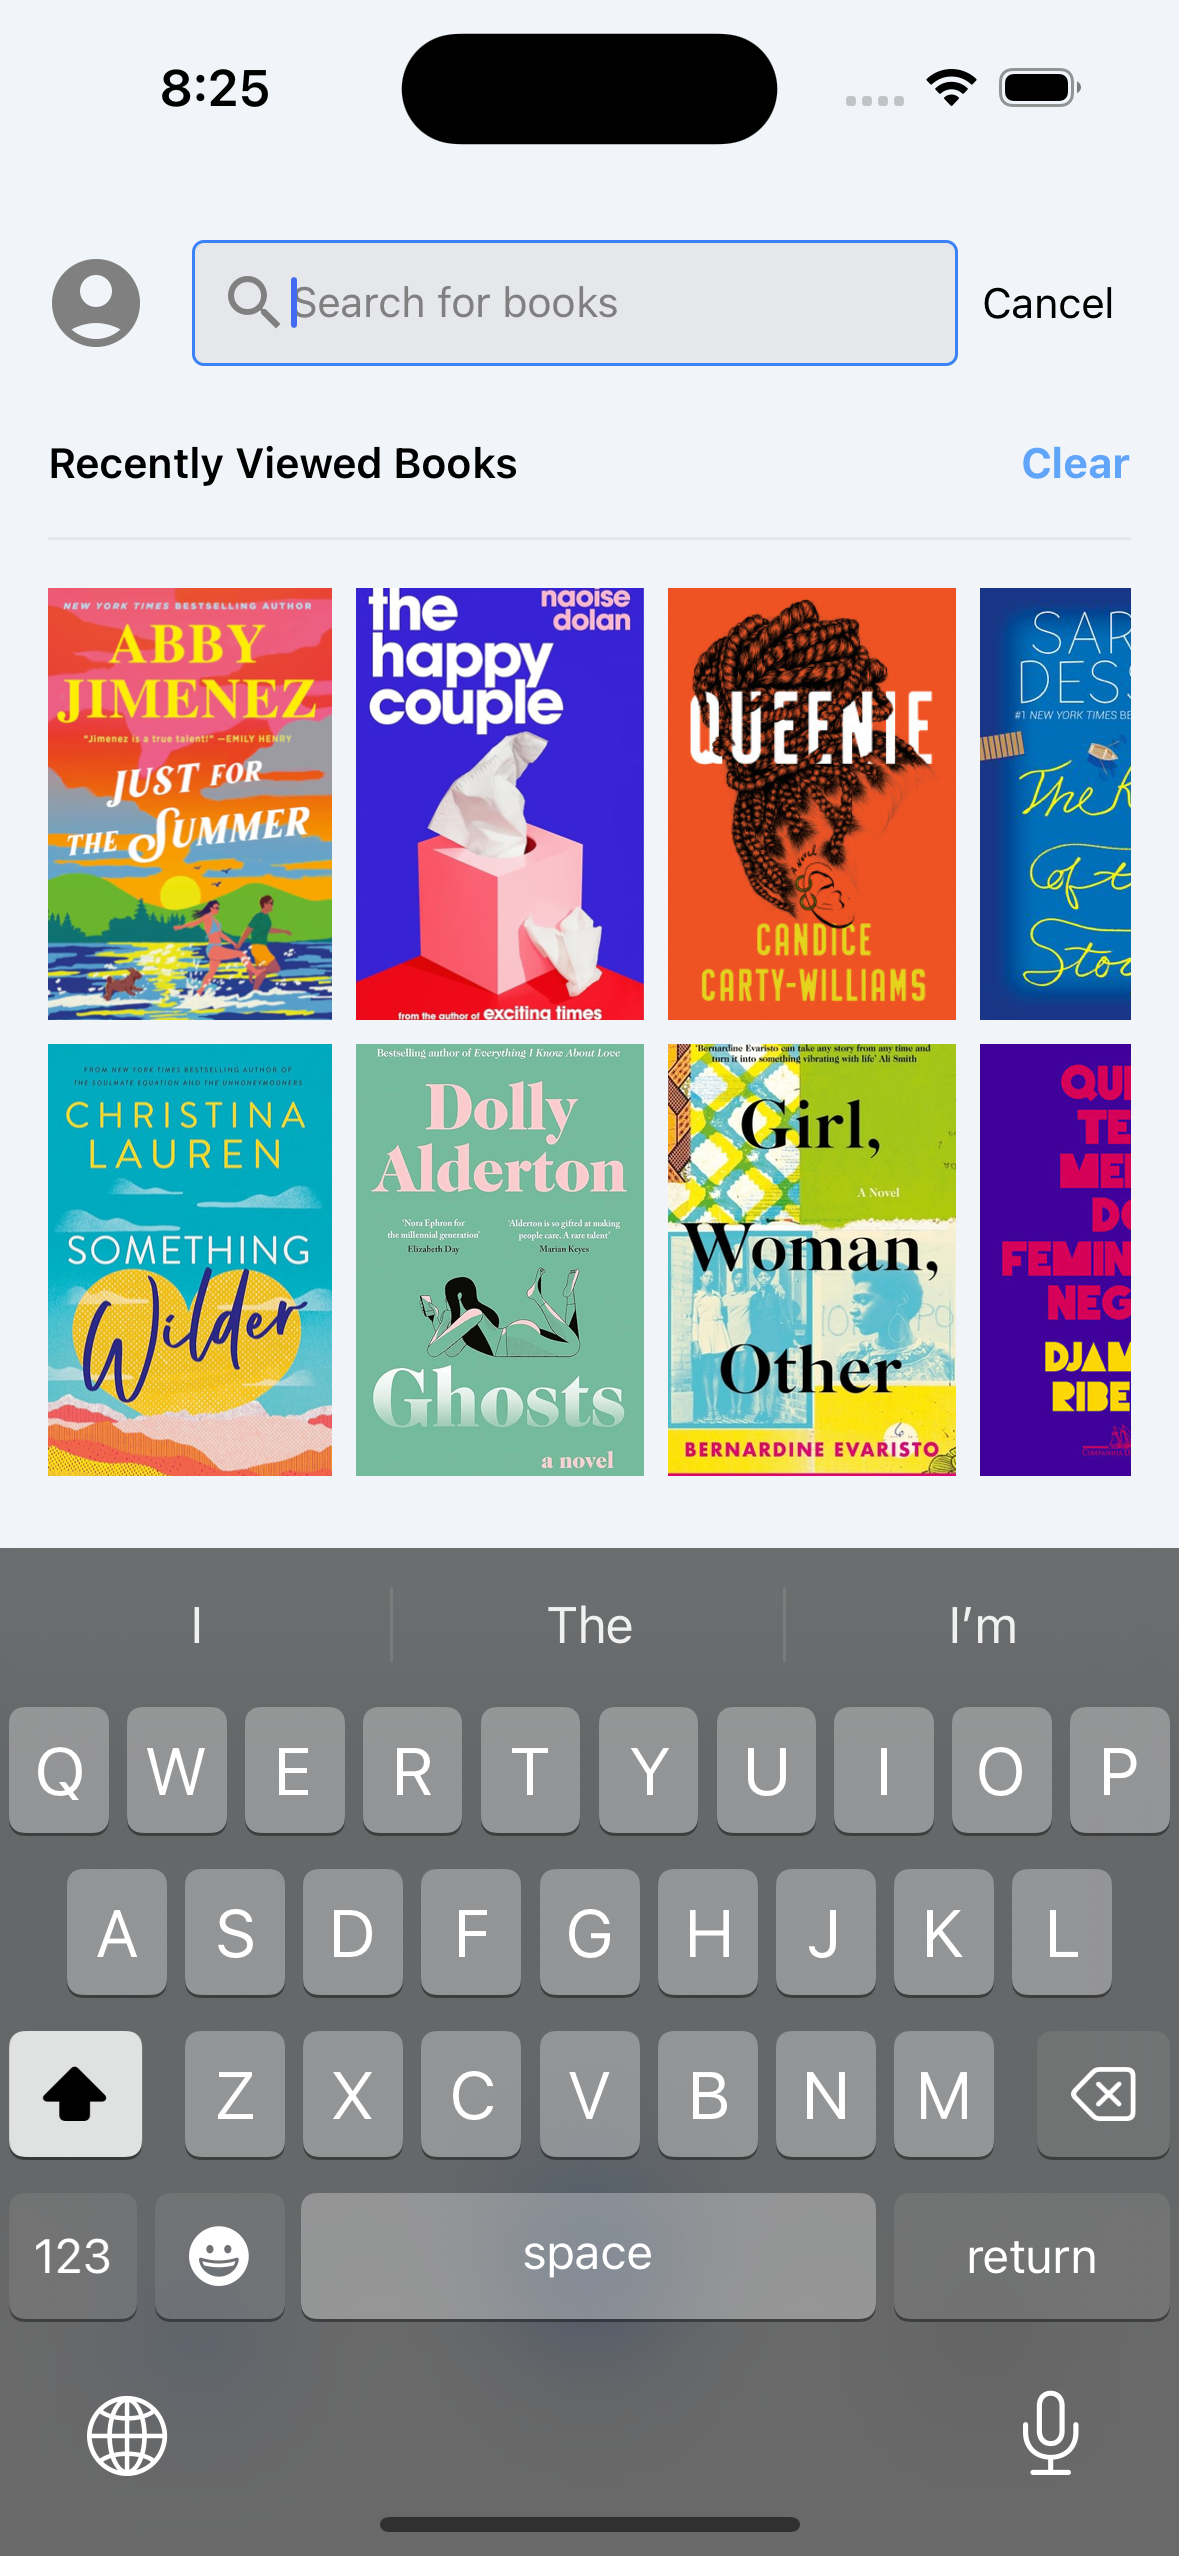 8:25
Search for books
Cancel
Recently Viewed Books
Clear
NEW YORK TIMES BESTSELLING AUTHOR
ABBY
JIMENEZ
"Jimenez is a true talent!" —EMILY HENRY
JUST FOR
THE SUMMER
the
happy
couple
naoise
dolan
from the author of exciting times
QUEENIE
A NOVEL
CANDICE
CARTY-WILLIAMS
SAR
DESS
#1 NEW YORK TIMES BE
The
Of t
Sto
FROM NEW YORK TIMES BESTSELLING AUTHOR OF
THE SOULMATE EQUATION AND THE UNHONEYMOONERS
CHRISTINA
LAUREN
SOMETHING
Wilder
Bestselling author of Everything I Know About Love
Dolly
Alderton
'Nora Ephron for
the millennial generation'
Elizabeth Day
'Alderton is so gifted at making
people care. A rare talent'
Marian Keyes
Ghosts
a novel
'Bernardine Evaristo can take any story from any time and
turn it into something vibrating with life' Ali Smith
Girl,
A Novel
Woman,
Other
BERNARDINE EVARISTO
QU
TE
ME
DO
FEMIN
NEG
DJAM
RIBE
I
The
I'm
Q W E R T Y U I O P
A S D F G H J K L
Z X C V B N M
123
space
return